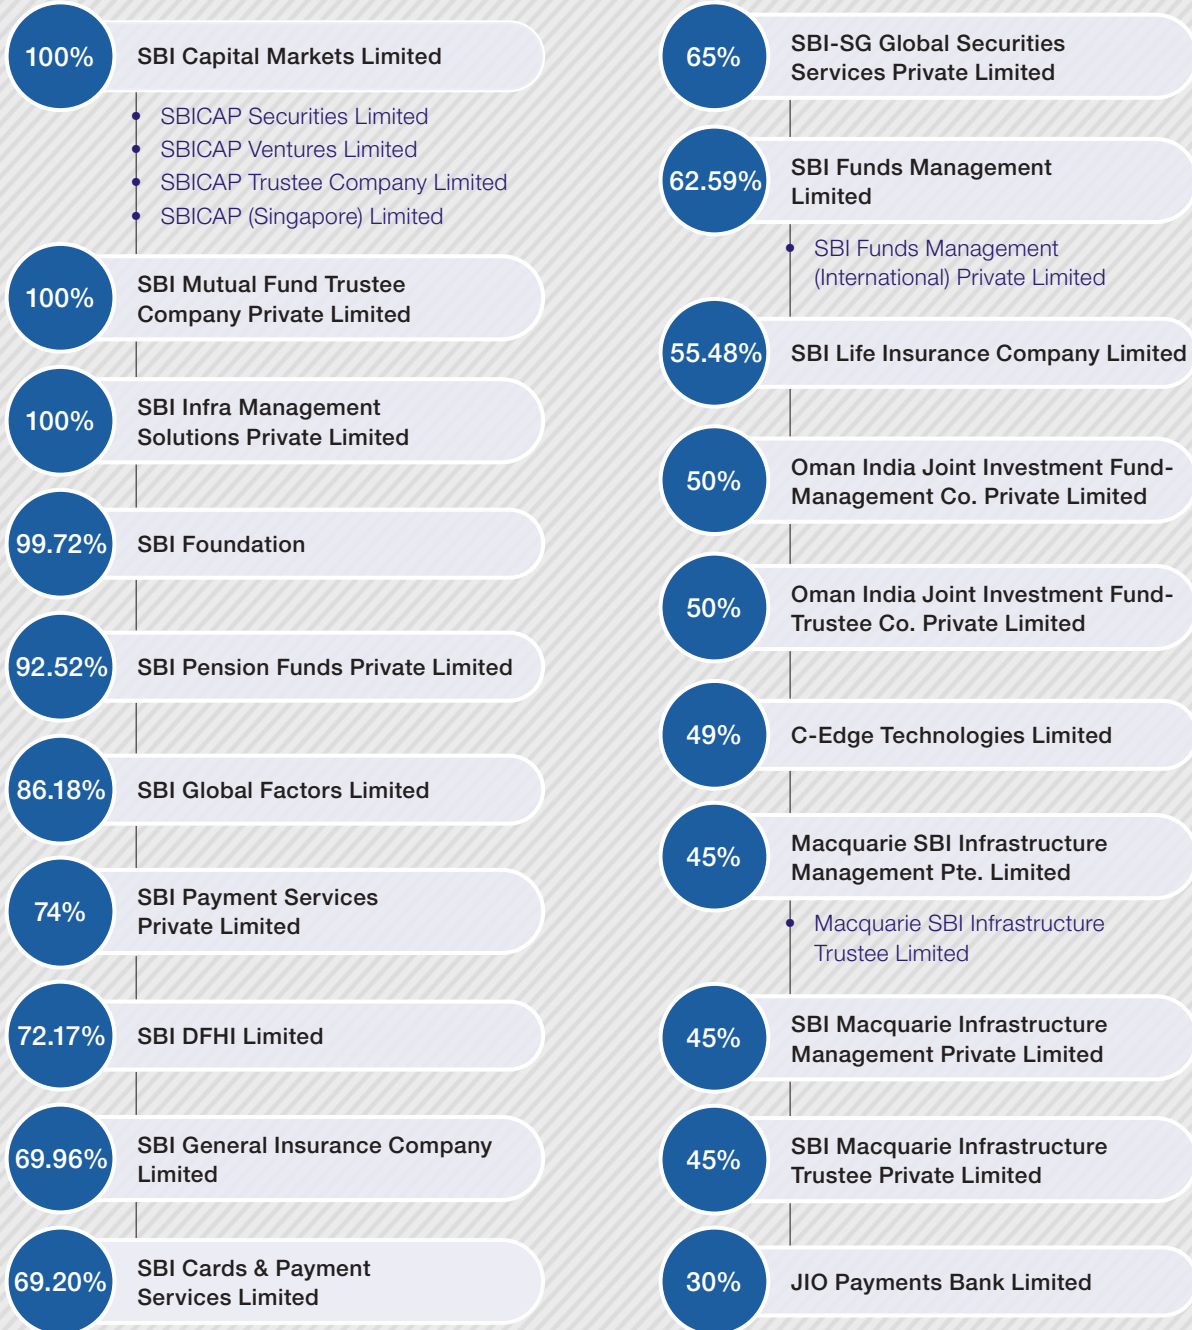 100%
SBI Capital Markets Limited
• SBICAP Securities Limited
• SBICAP Ventures Limited
• SBICAP Trustee Company Limited
• SBICAP (Singapore) Limited
100%
SBI Mutual Fund Trustee
Company Private Limited
100%
SBI Infra Management
Solutions Private Limited
99.72%
SBI Foundation
92.52%
SBI Pension Funds Private Limited
86.18%
SBI Global Factors Limited
74%
SBI Payment Services
Private Limited
72.17%
SBI DFHI Limited
69.96%
SBI General Insurance Company
Limited
69.20%
SBI Cards & Payment
Services Limited
65%
SBI-SG Global Securities
Services Private Limited
62.59%
SBI Funds Management
Limited
• SBI Funds Management
(International) Private Limited
55.48%
SBI Life Insurance Company Limited
50%
Oman India Joint Investment Fund-
Management Co. Private Limited
50%
Oman India Joint Investment Fund-
Trustee Co. Private Limited
49%
C-Edge Technologies Limited
45%
Macquarie SBI Infrastructure
Management Pte. Limited
• Macquarie SBI Infrastructure
Trustee Limited
45%
SBI Macquarie Infrastructure
Management Private Limited
45%
SBI Macquarie Infrastructure
Trustee Private Limited
30%
JIO Payments Bank Limited